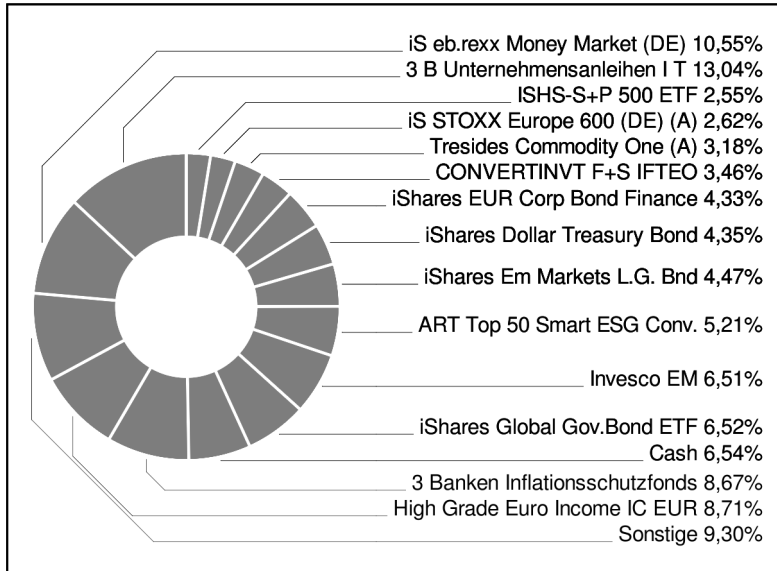 iS eb.rexx Money Market (DE) 10,55%
3 B Unternehmensanleihen I T 13,04%
ISHS-S+P 500 ETF 2,55%
iS STOXX Europe 600 (DE) (A) 2,62%
Tresides Commodity One (A) 3,18%
CONVERTINVT F+S IFTEO 3,46%
iShares EUR Corp Bond Finance 4,33%
iShares Dollar Treasury Bond 4,35%
iShares Em Markets L.G. Bnd 4,47%
ART Top 50 Smart ESG Conv. 5,21%
Invesco EM 6,51%
iShares Global Gov.Bond ETF 6,52%
Cash 6,54%
3 Banken Inflationsschutzfonds 8,67%
High Grade Euro Income IC EUR 8,71%
Sonstige 9,30%